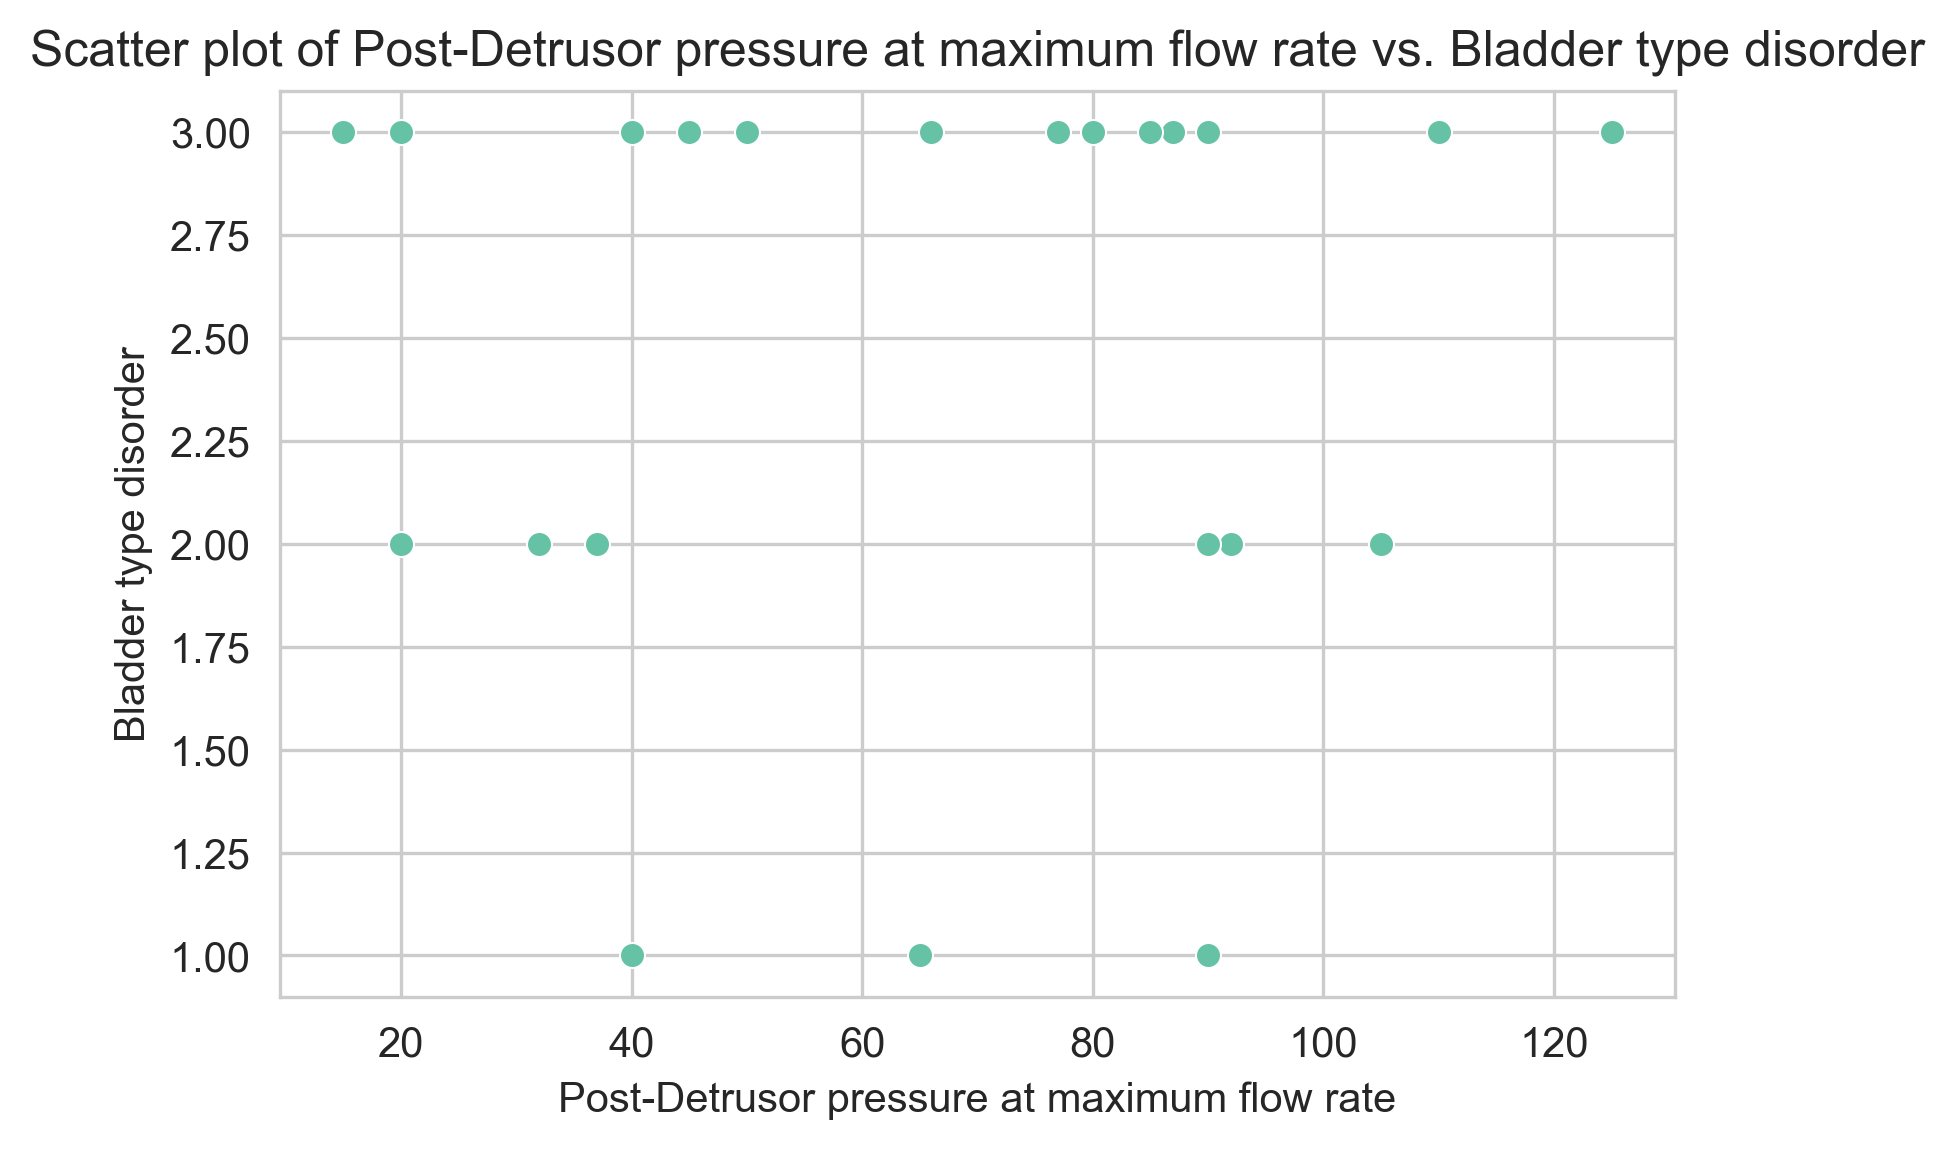 Scatter plot of Post-Detrusor pressure at maximum flow rate vs. Bladder type disorder
3.00
2.75
2.50
2.25
2.00
1.75
1.50
1.25
1.00
Bladder type disorder
20 40 60 80 100 120
Post-Detrusor pressure at maximum flow rate